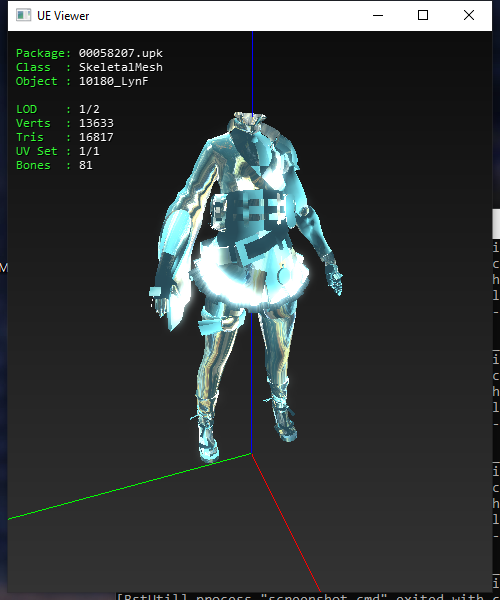 UE Viewer
Package: 00058207.upk
Class : SkeletalMesh
Object : 10180_LynF
LOD : 1/2
Verts : 13633
Tris : 16817
UV Set : 1/1
Bones : 81
M
i
c
h
l
-
i
c
h
l
-
i
c
h
l
-
i
[BstUtil] process "screenshot.cmd" exited with c